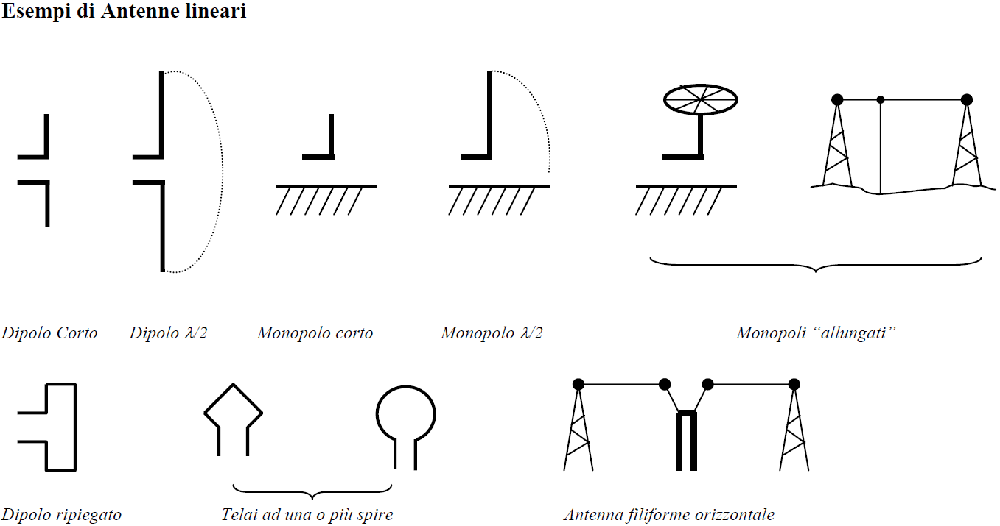 Esempi di Antenne lineari
Dipolo Corto
Dipolo λ/2
Monopolo corto
Monopolo λ/2
Monopoli “allungati”
Dipolo ripiegato
Telai ad una o più spire
Antenna filiforme orizzontale